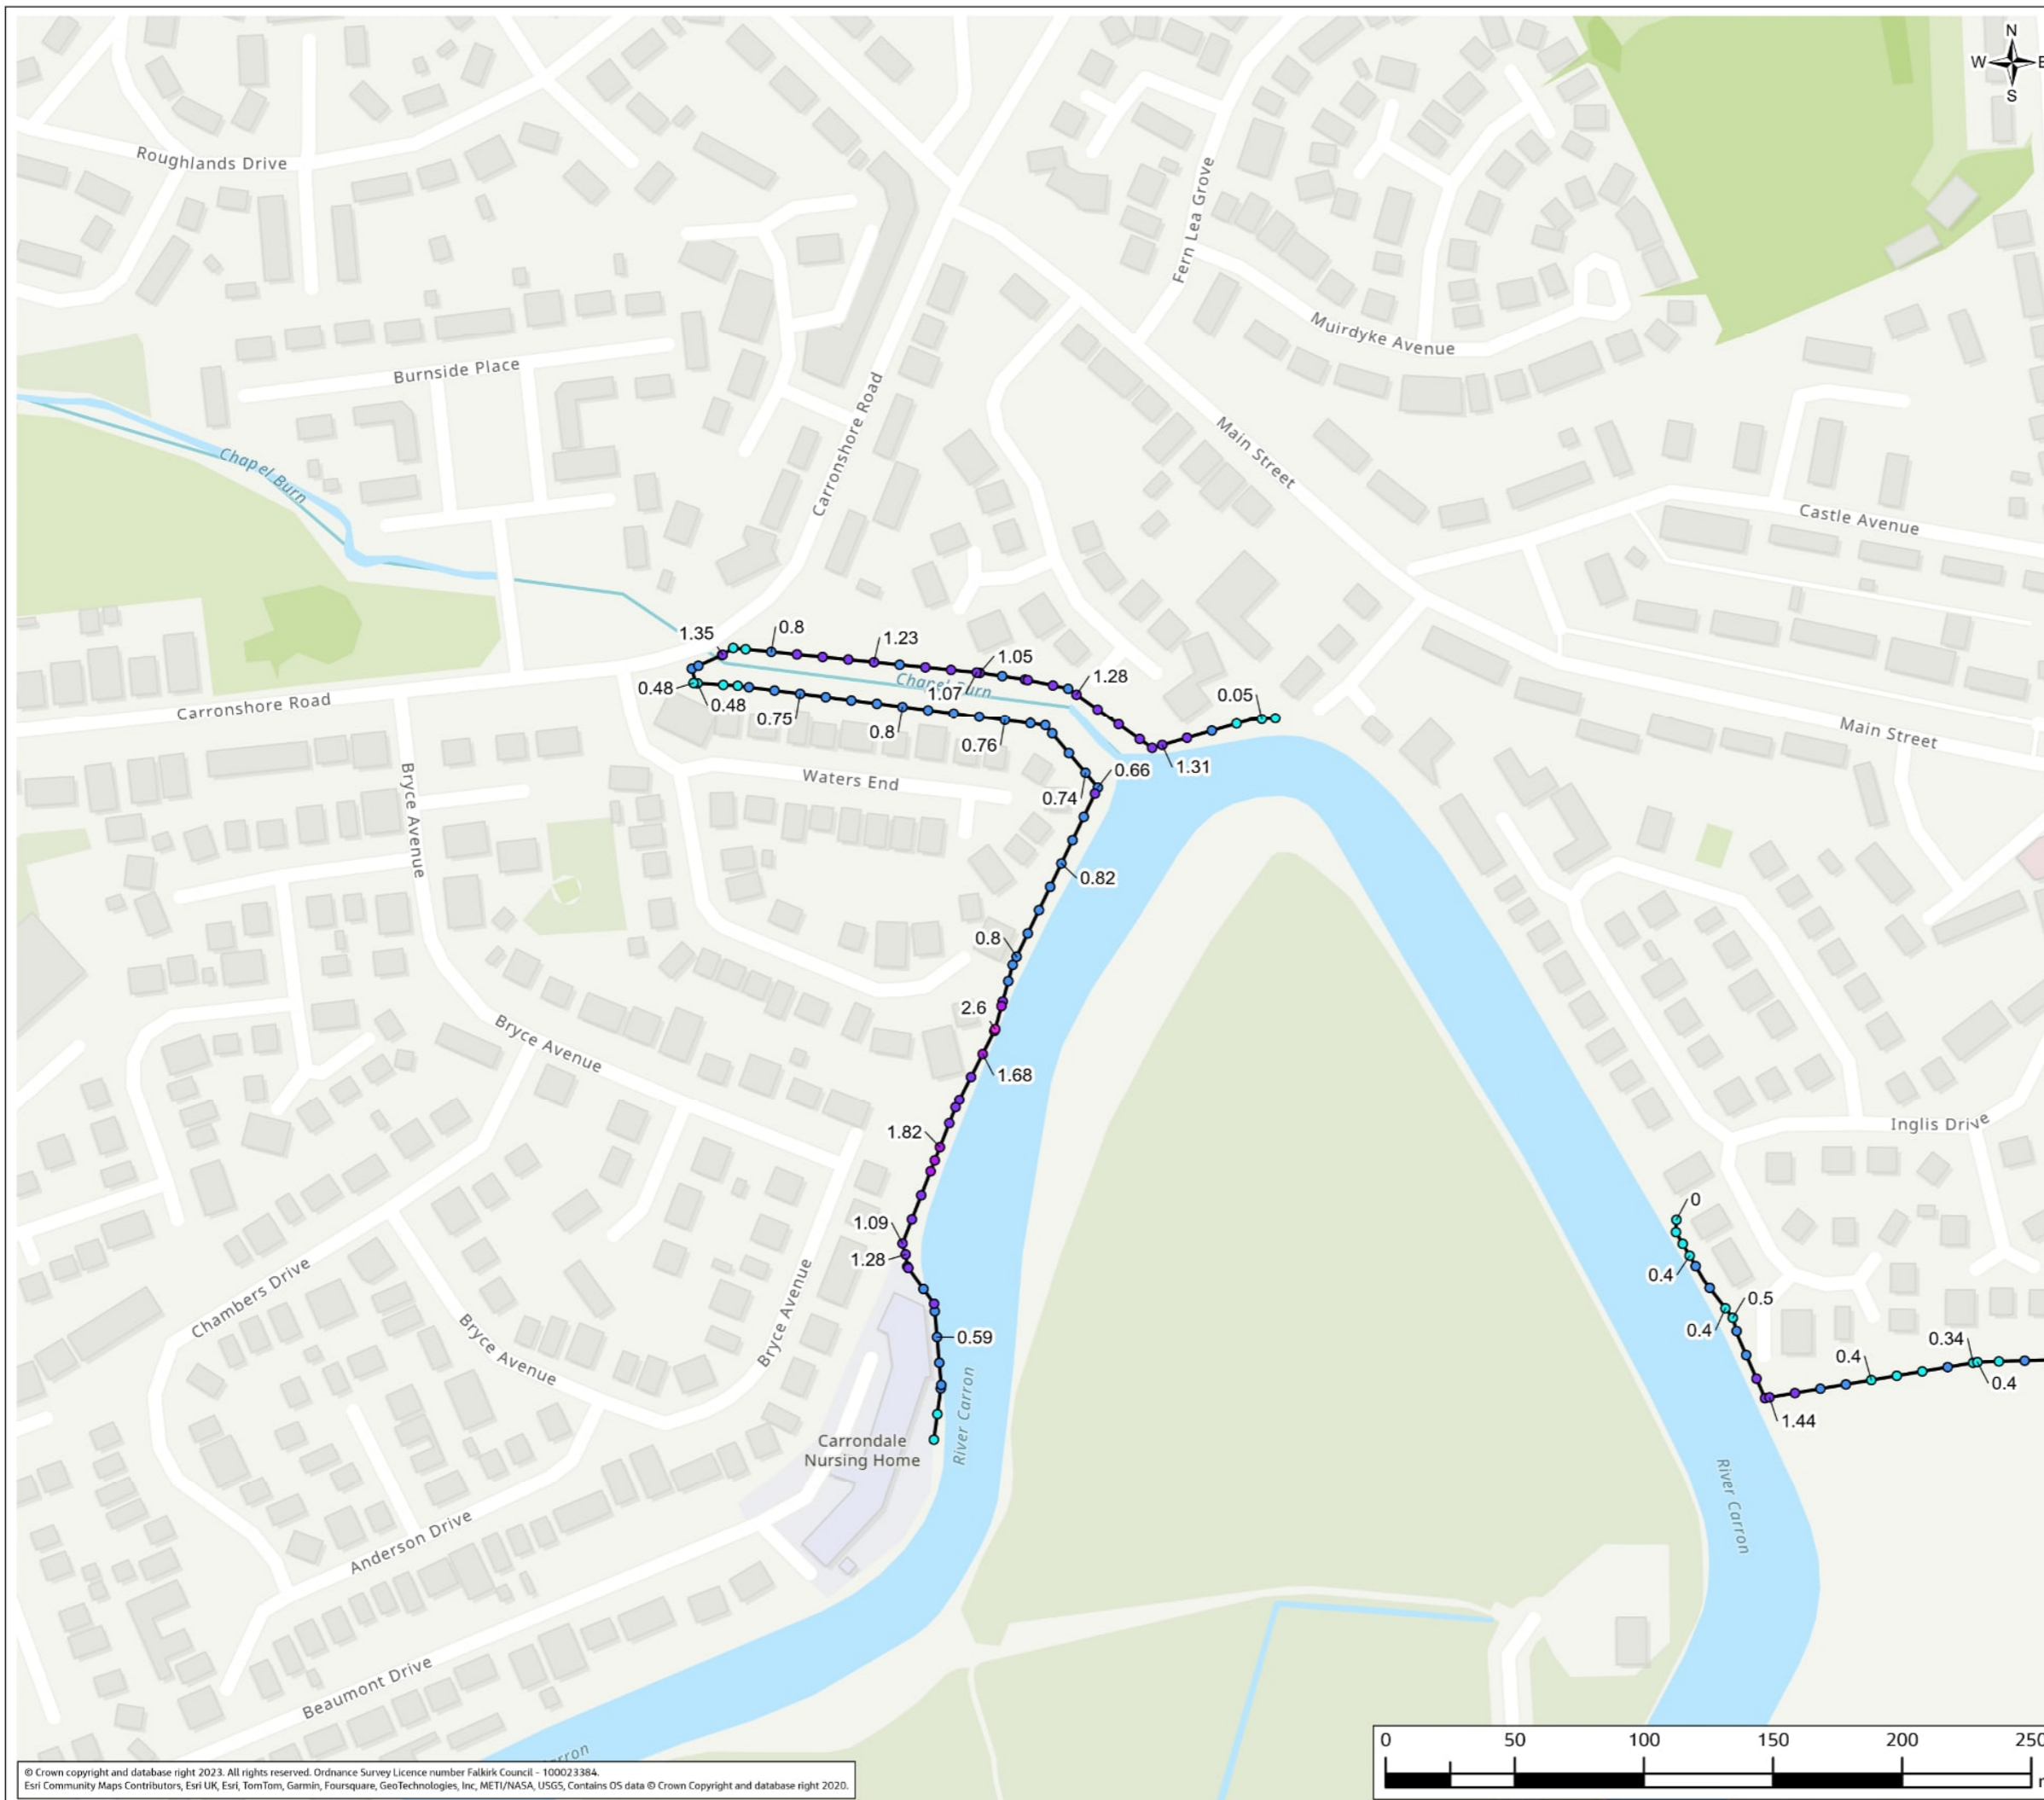 N
W
E
S
Roughlands Drive
Fern Lea Grove
Muirdyke Avenue
Burnside Place
Carronshore Road
Main Street
Chapel Burn
Castle Avenue
1.35
0.8
1.23
1.05
1.28
0.05
0.48
0.48
Chapel Burn
1.07
0.75
0.8
0.76
1.31
Carronshore Road
Main Street
Waters End
0.66
0.74
Bryce Avenue
0.82
0.8
2.6
Bryce Avenue
1.68
1.82
Inglis Drive
0
1.09
1.28
0.4
0.5
0.4
Chambers Drive
Bryce Avenue
Bryce Avenue
0.59
0.34
0.4
0.4
1.44
River Carron
Carrondale
Nursing Home
River Carron
Anderson Drive
Beaumont Drive
0 50 100 150 200
© Crown copyright and database right 2023. All rights reserved. Ordnance Survey Licence number Falkirk Council - 100023384.
Esri Community Maps Contributors, Esri UK, Esri, TomTom, Garmin, Foursquare, GeoTechnologies, Inc, METI/NASA, USGS, Contains OS data © Crown Copyright and database right 2020.